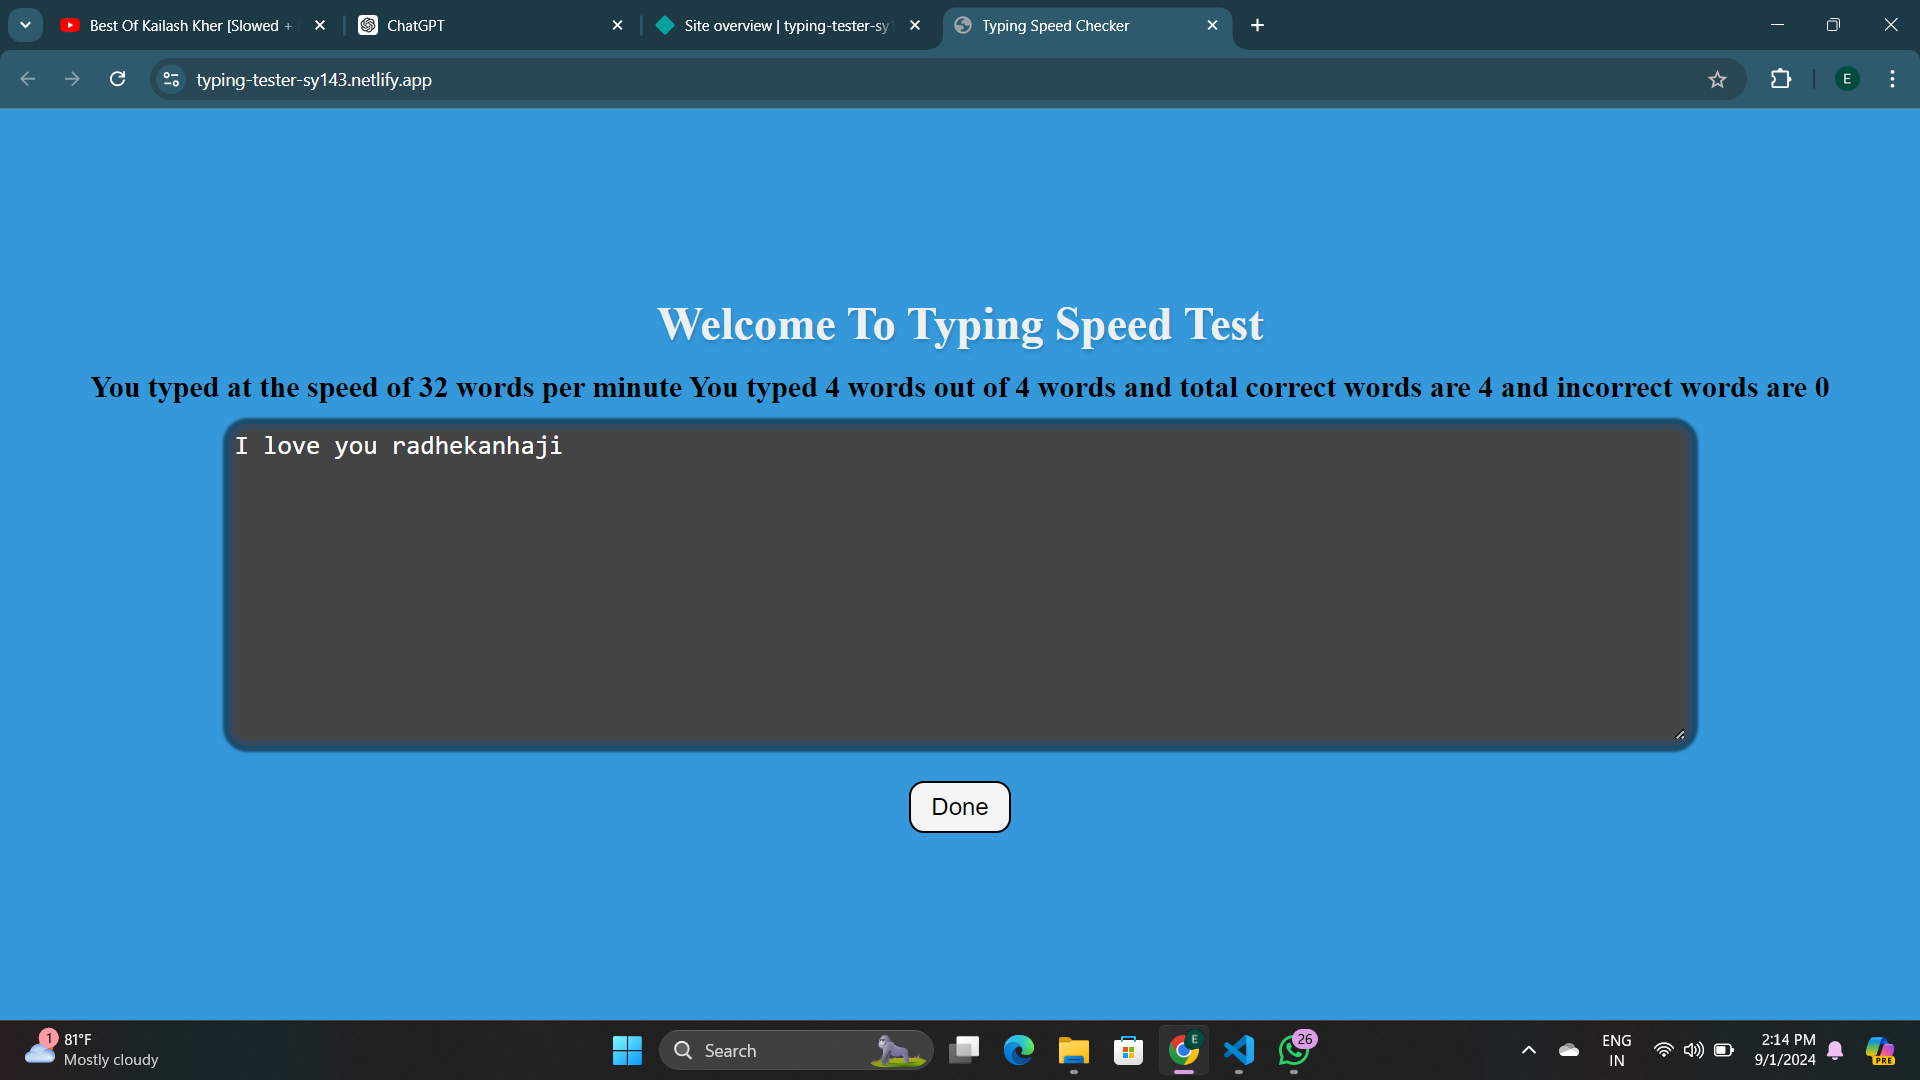 Best Of Kailash Kher [Slowed +
ChatGPT
Site overview | typing-tester-sy
Typing Speed Checker
typing-tester-sy143.netlify.app
E
Welcome To Typing Speed Test
You typed at the speed of 32 words per minute You typed 4 words out of 4 words and total correct words are 4 and incorrect words are 0
I love you radhekanhaji
Done
1
81°F
Mostly cloudy
Search
E
26
ENG
IN
2:14 PM
9/1/2024
PRE